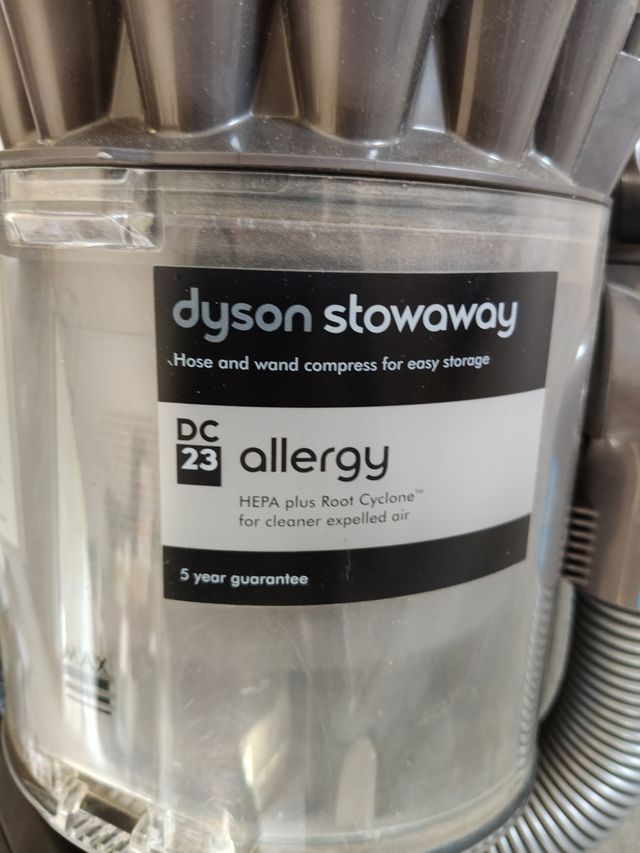 dyson stowaway
Hose and wand compress for easy storage
DC
23 allergy
HEPA plus Root Cyclone™
for cleaner expelled air
5 year guarantee
MAX